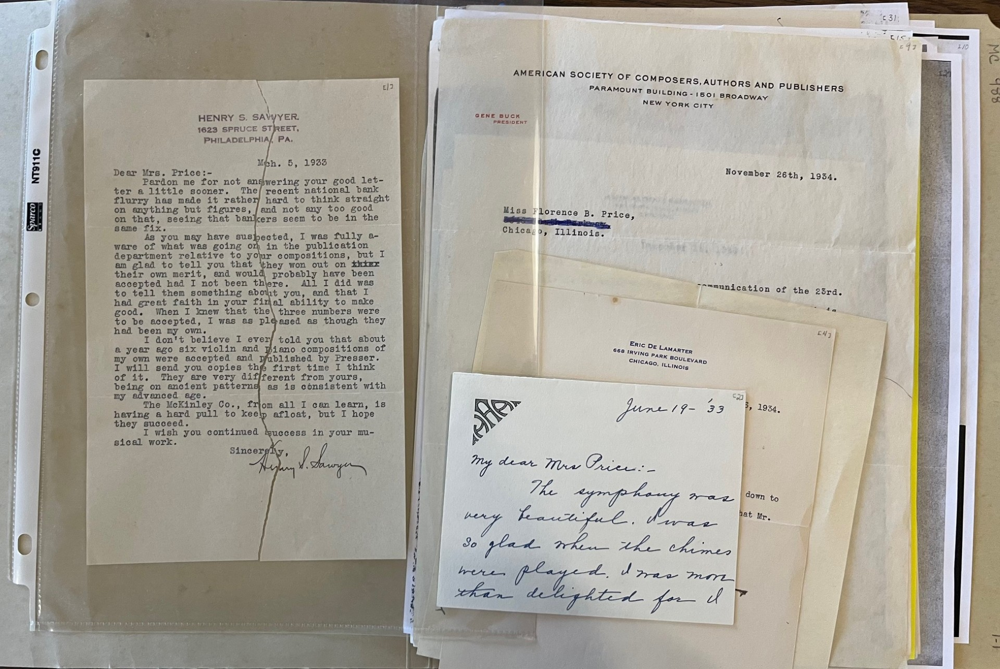 NT911C
Sparco
[1]
HENRY S. SAWYER.
1623 SPRUCE STREET,
PHILADELPHIA, PA.
Mch. 5, 1933
Dear Mrs. Price:-
Pardon me for not answering your good let-
ter a little sooner. The recent national bank
flurry has made it rather hard to think straight
on anything but figures, and not any too good
on that, seeing that bankers seem to be in the
same fix.
As you may have suspected, I was fully a-
ware of what was going on in the publication
department relative to your compositions, but I
am glad to tell you that they won out on
their own merit, and would probably have been
accepted had I not been there. All I did was
to tell them something about you, and that I
had great faith in your final ability to make
good. When I knew that the three numbers were
to be accepted, I was as pleased as though they
had been my own.
I don't believe I ever told you that about
a year ago six violin and piano compositions of
my own were accepted and published by Presser.
I will send you copies the first time I think
of it. They are very different from yours,
being on ancient patterns as is consistent with
my advanced age.
The McKinley Co., from all I can learn, is
having a hard pull to keep afloat, but I hope
they succeed.
I wish you continued success in your mu-
sical work.
Sincerely,
Henry S. Sawyer
[31]
[15]
[9]
AMERICAN SOCIETY OF COMPOSERS, AUTHORS AND PUBLISHERS
PARAMOUNT BUILDING - 1501 BROADWAY
NEW YORK CITY
GENE BUCK
PRESIDENT
November 26th, 1934.
Miss Florence B. Price,
Chicago, Illinois.
communication of the 23rd.
is
[4]
ERIC DE LAMARTER
668 IRVING PARK BOULEVARD
CHICAGO, ILLINOIS
, 1934.
down to
hat Mr.
[2]
June 19 - '33
My dear Mrs Price:-
The symphony was
very beautiful. I was
so glad when the chimes
were played. I was more
than delighted for I
MC 988